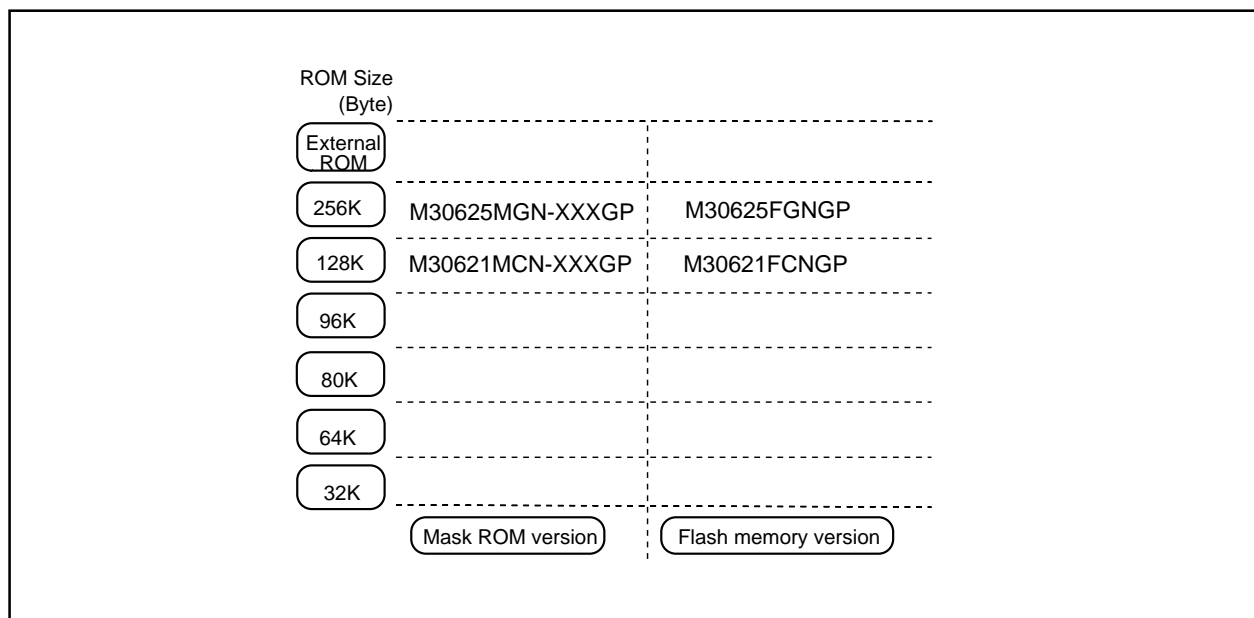 ROM Size
(Byte)
External
ROM
256K M30625MGN-XXXGP M30625FGNGP
128K M30621MCN-XXXGP M30621FCNGP
96K
80K
64K
32K
Mask ROM version Flash memory version